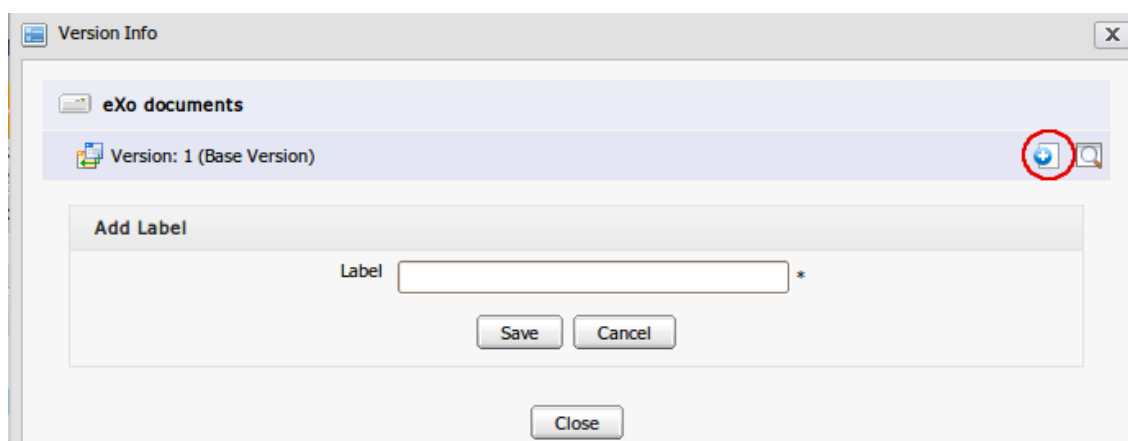 Version Info
X
eXo documents
Version: 1 (Base Version)
Add Label
Label *
Save Cancel
Close